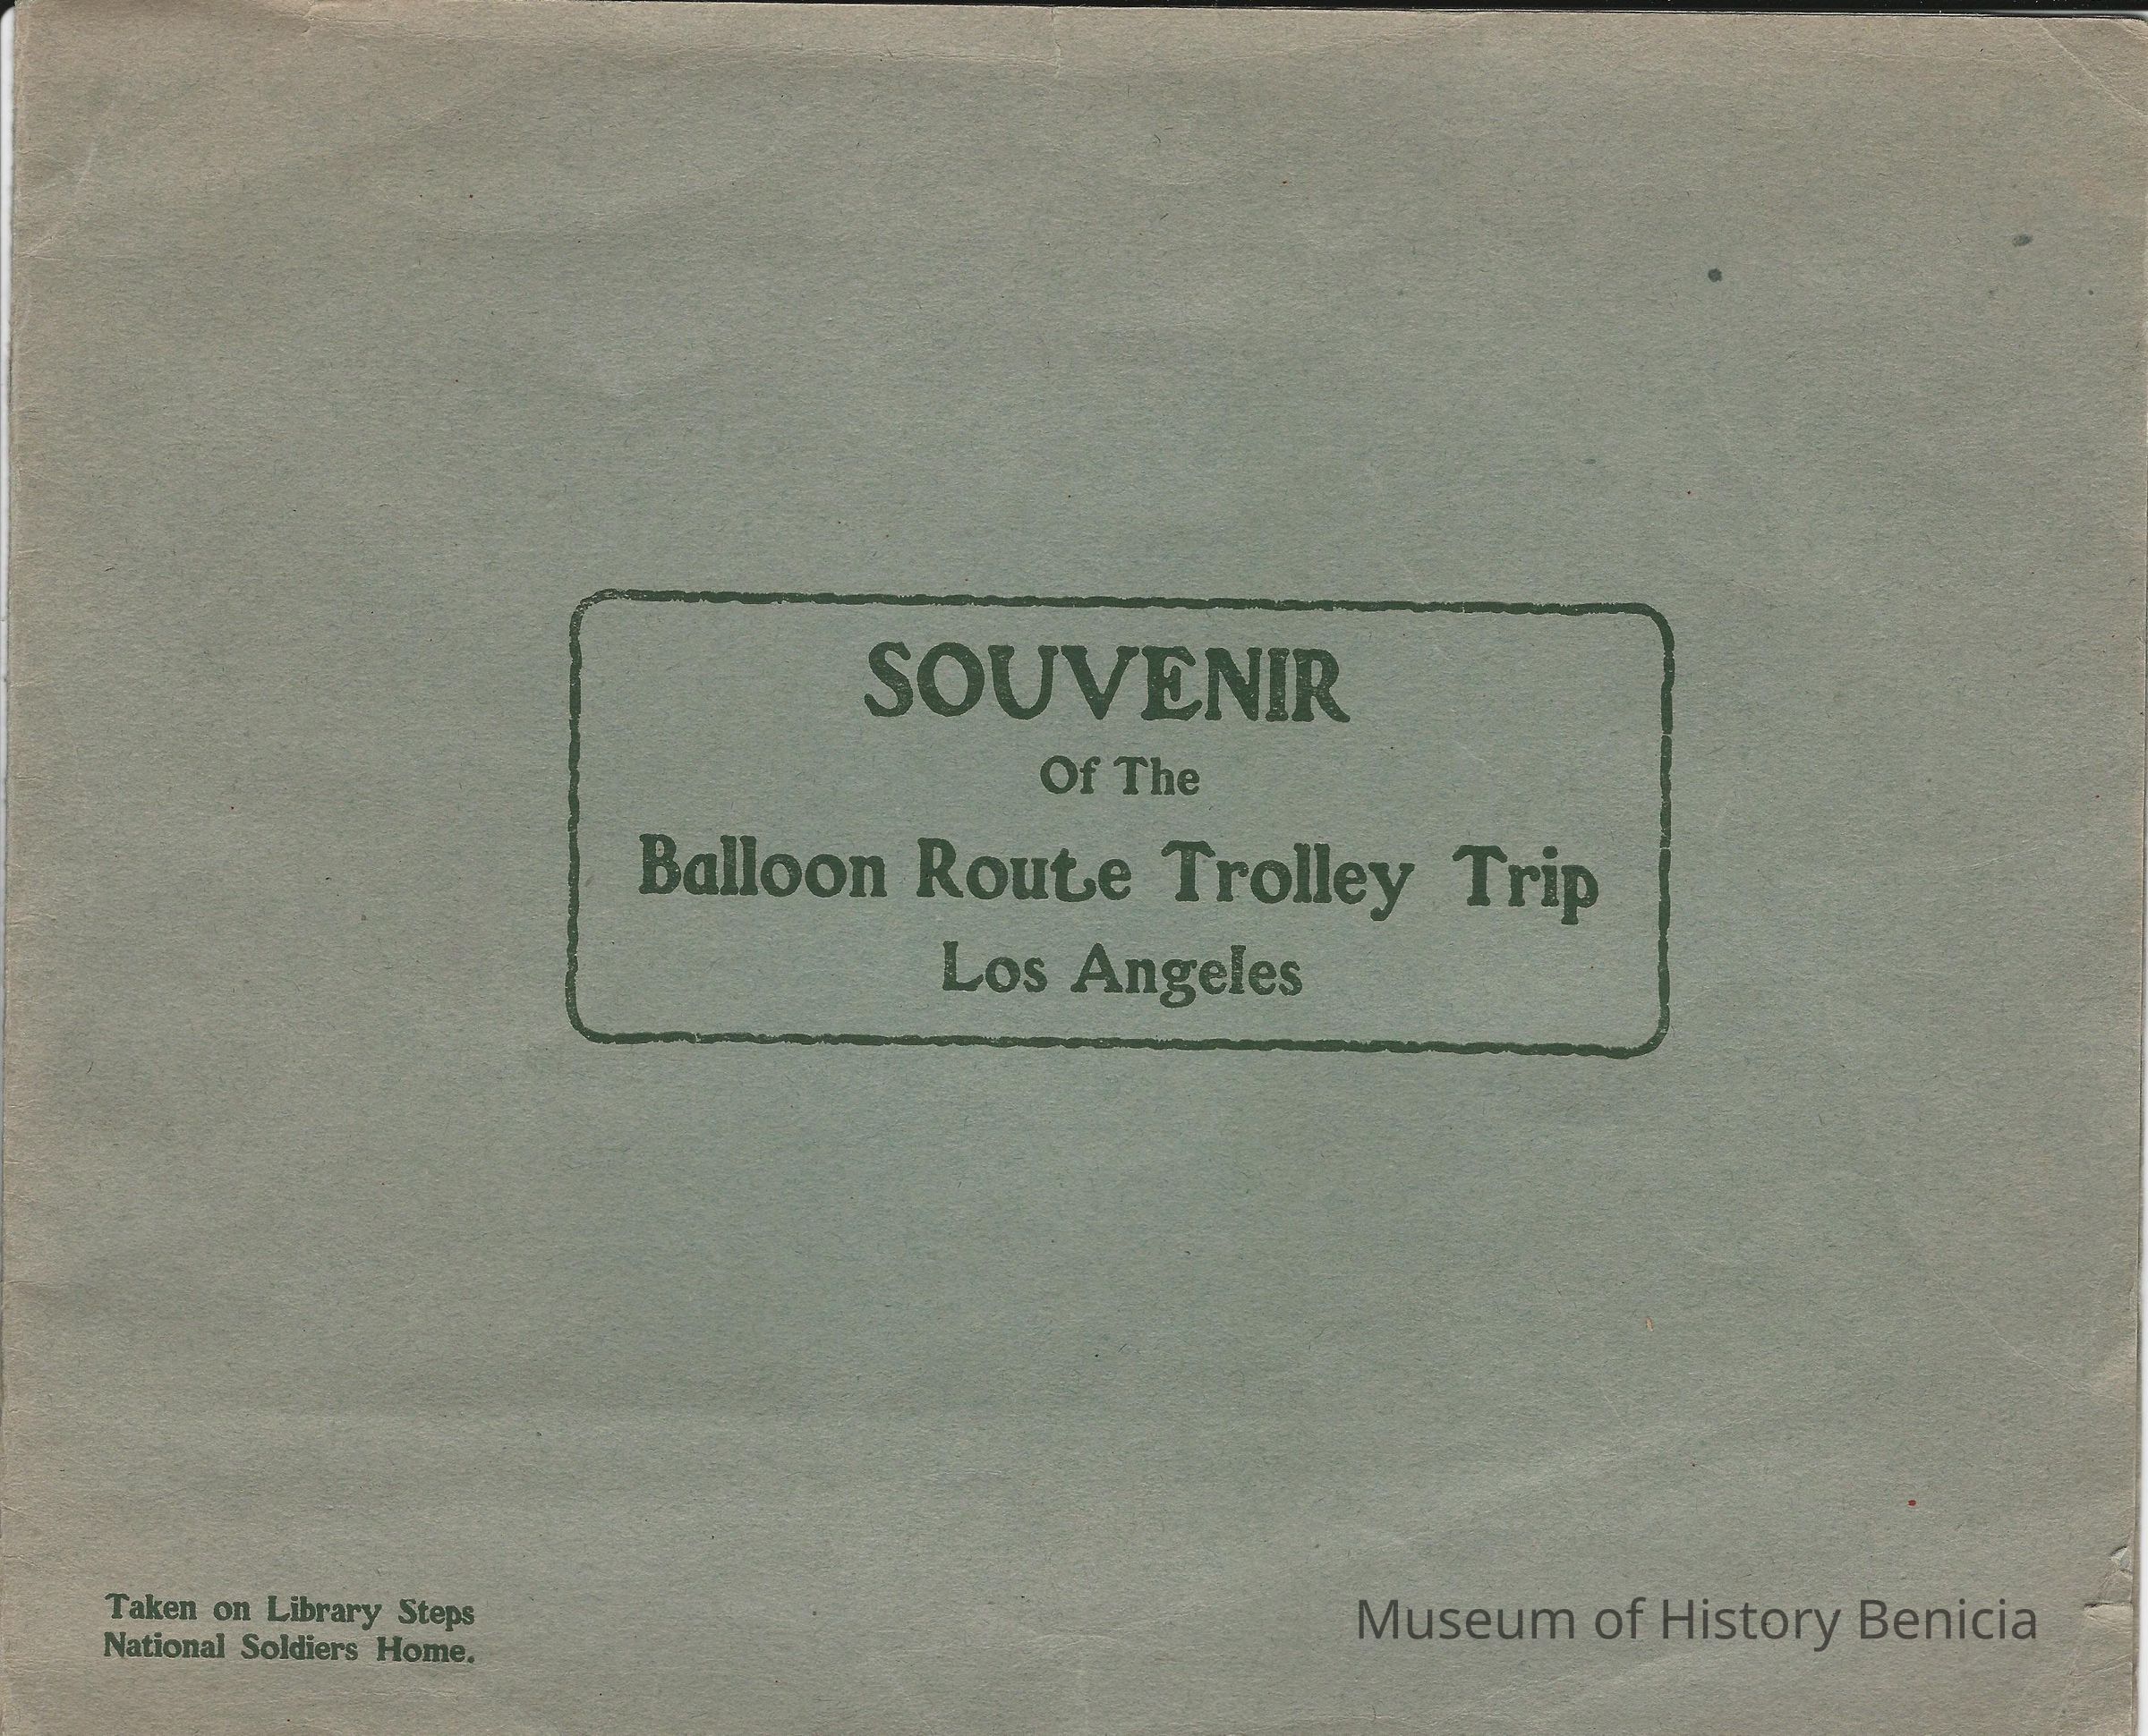 SOUVENIR
Of The
Balloon Route Trolley Trip
Los Angeles
Taken on Library Steps
National Soldiers Home.
Museum of History Benicia